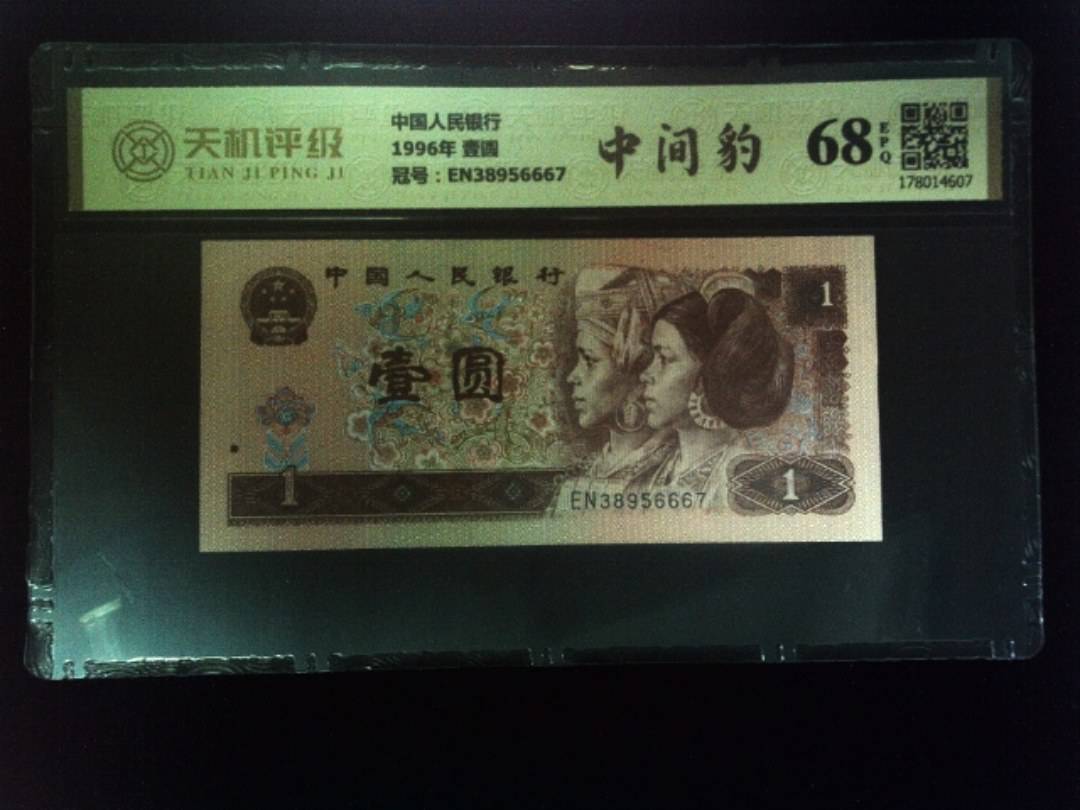 天机评级
TIAN JI PING JI
中国人民银行
1996年 壹圆
冠号：EN38956667
中间豹
68
EPQ
178014607
中国人民银行
1
壹圆
1
EN38956667
1